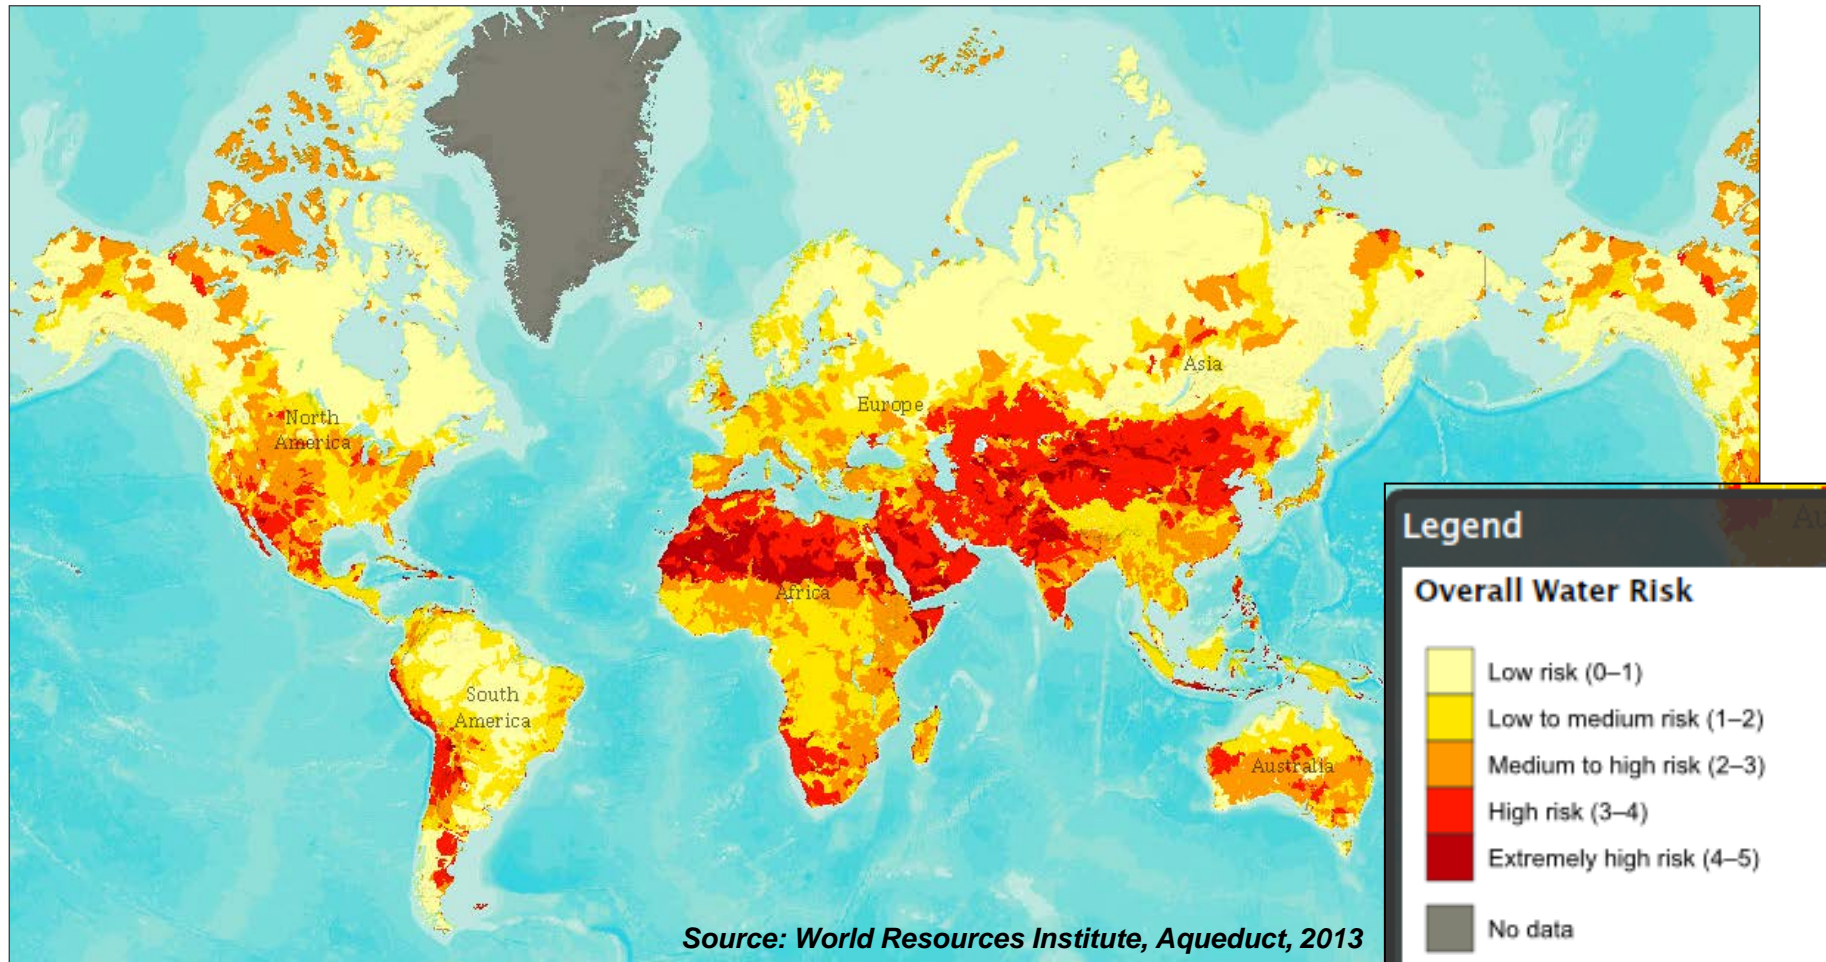 Asia
Europe
North
America
Africa
South
America
Australia
Legend
Overall Water Risk
Low risk (0–1)
Low to medium risk (1–2)
Medium to high risk (2–3)
High risk (3–4)
Extremely high risk (4–5)
No data
Source: World Resources Institute, Aqueduct, 2013